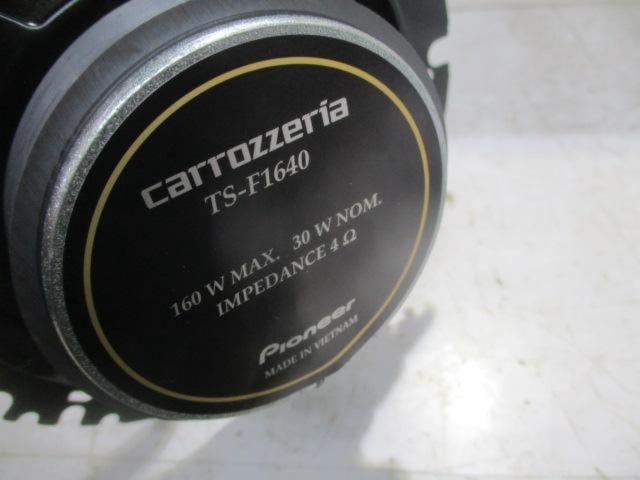 carrozzeria
TS-F1640
160 W MAX. 30 W NOM.
IMPEDANCE 4 Ω
Pioneer
MADE IN VIETNAM